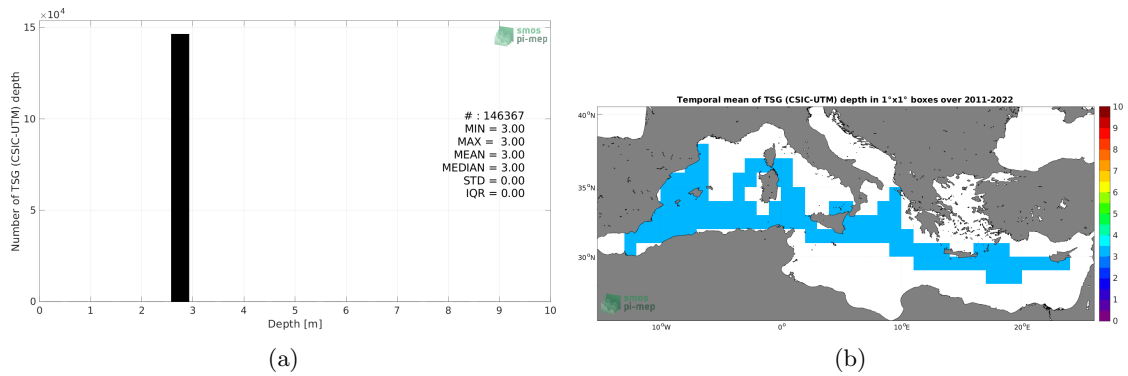 ×10⁴
15
10
5
0
Number of TSG (CSIC-UTM) depth
smos
pi-mep
# : 146367
MIN = 3.00
MAX = 3.00
MEAN = 3.00
MEDIAN = 3.00
STD = 0.00
IQR = 0.00
0 1 2 3 4 5 6 7 8 9 10
Depth [m]
(a)
Temporal mean of TSG (CSIC-UTM) depth in 1°x1° boxes over 2011-2022
40°N
35°N
30°N
10°W 0° 10°E 20°E
smos
pi-mep
10
9
8
7
6
5
4
3
2
1
0
(b)